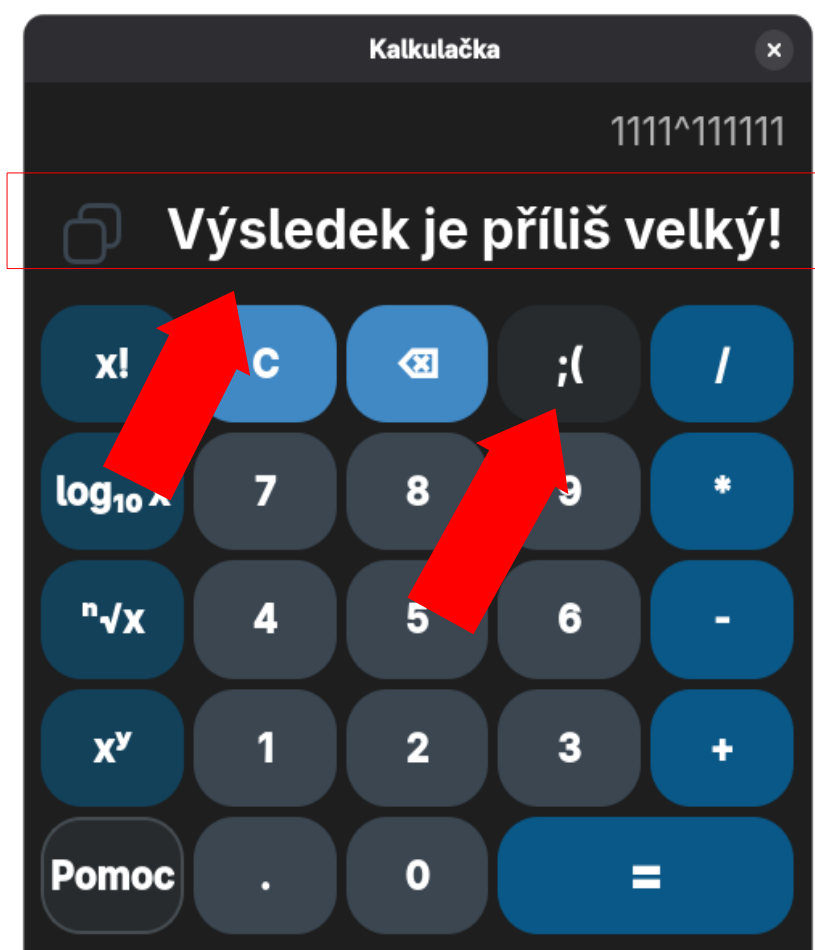 Kalkulačka
1111^111111
Výsledek je příliš velký!
x! C ;( /
log₁₀ x 7 8 9 *
ⁿ√x 4 5 6 -
xʸ 1 2 3 +
Pomoc . 0 =